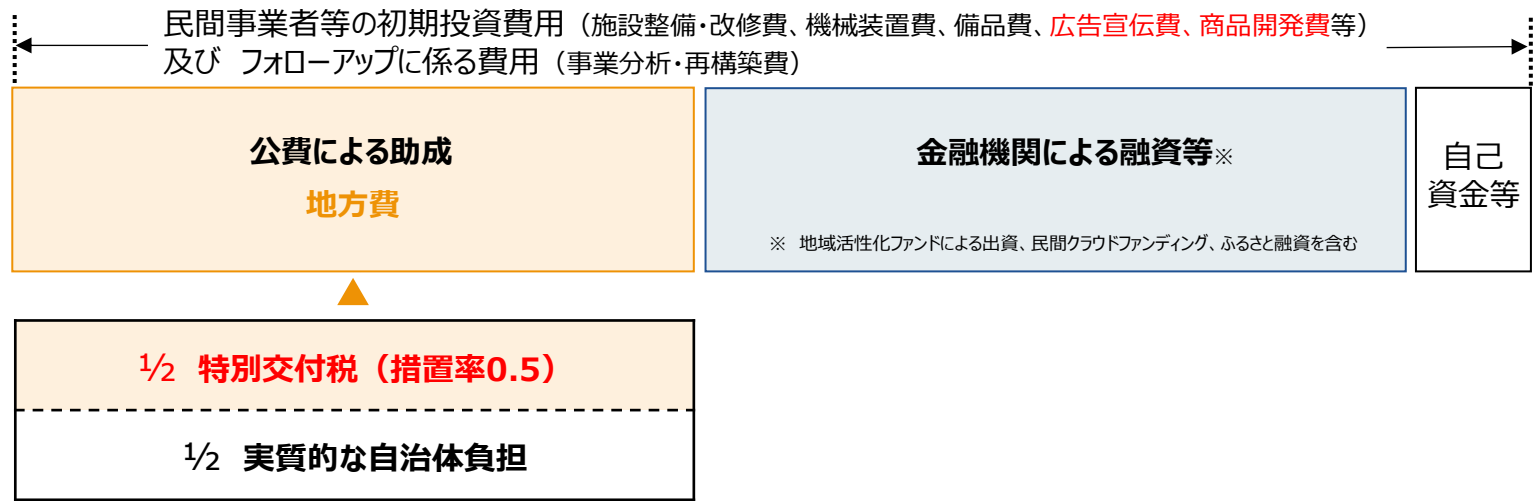 民間事業者等の初期投資費用（施設整備・改修費、機械装置費、備品費、広告宣伝費、商品開発費等）
及び フォローアップに係る費用（事業分析・再構築費）
公費による助成
地方費
金融機関による融資等※
※ 地域活性化ファンドによる出資、民間クラウドファンディング、ふるさと融資を含む
自己
資金等
½ 特別交付税（措置率0.5）
½ 実質的な自治体負担